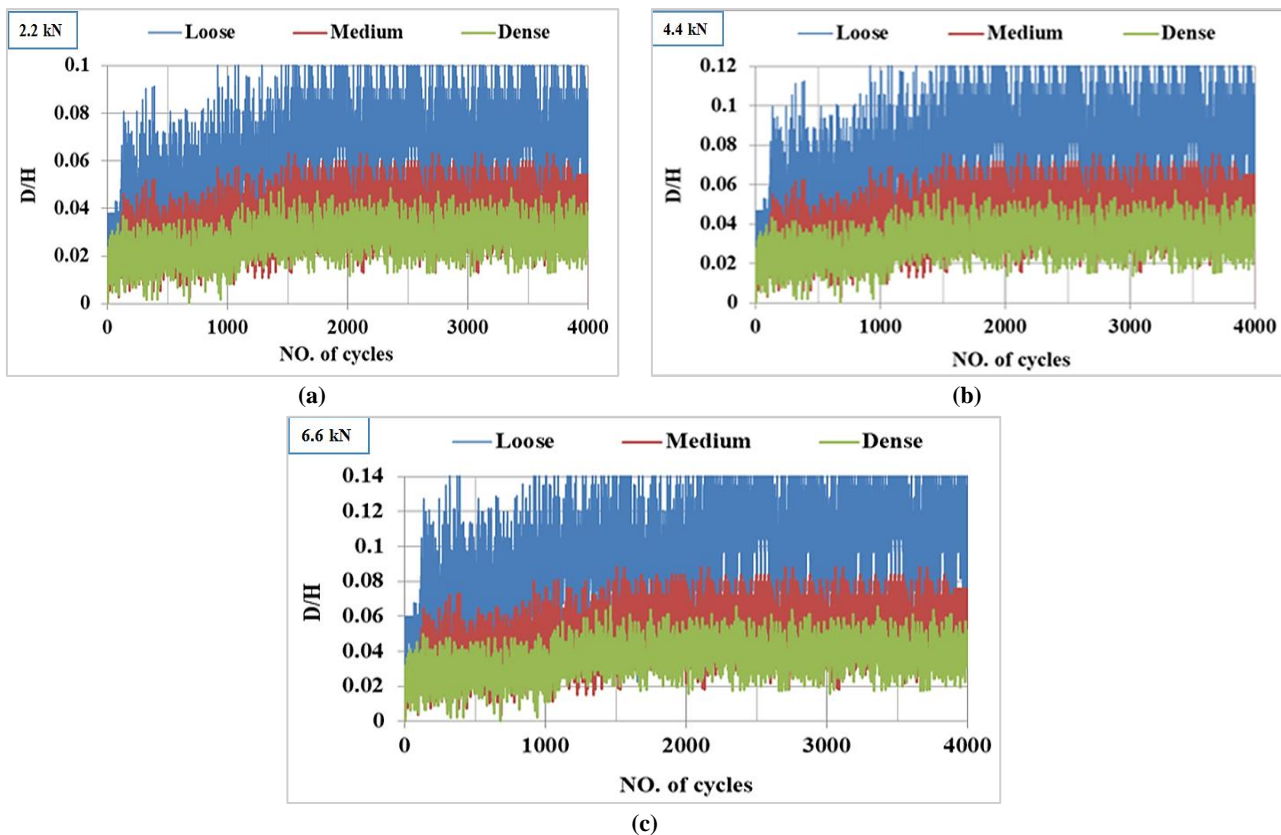 2.2 kN
Loose Medium Dense
0.1
0.08
0.06
0.04
0.02
0
D/H
0 1000 2000 3000 4000
NO. of cycles
(a)
4.4 kN
Loose Medium Dense
0.12
0.1
0.08
0.06
0.04
0.02
0
D/H
0 1000 2000 3000 4000
NO. of cycles
(b)
6.6 kN
Loose Medium Dense
0.14
0.12
0.1
0.08
0.06
0.04
0.02
0
D/H
0 1000 2000 3000 4000
NO. of cycles
(c)